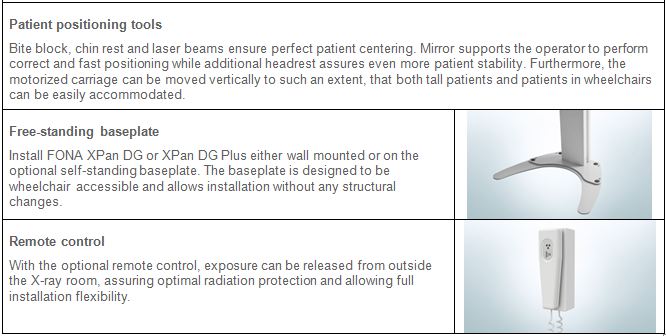 Patient positioning tools
Bite block, chin rest and laser beams ensure perfect patient centering. Mirror supports the operator to perform
correct and fast positioning while additional headrest assures even more patient stability. Furthermore, the
motorized carriage can be moved vertically to such an extent, that both tall patients and patients in wheelchairs
can be easily accommodated.
Free-standing baseplate
Install FONA XPan DG or XPan DG Plus either wall mounted or on the
optional self-standing baseplate. The baseplate is designed to be
wheelchair accessible and allows installation without any structural
changes.
Remote control
With the optional remote control, exposure can be released from outside
the X-ray room, assuring optimal radiation protection and allowing full
installation flexibility.